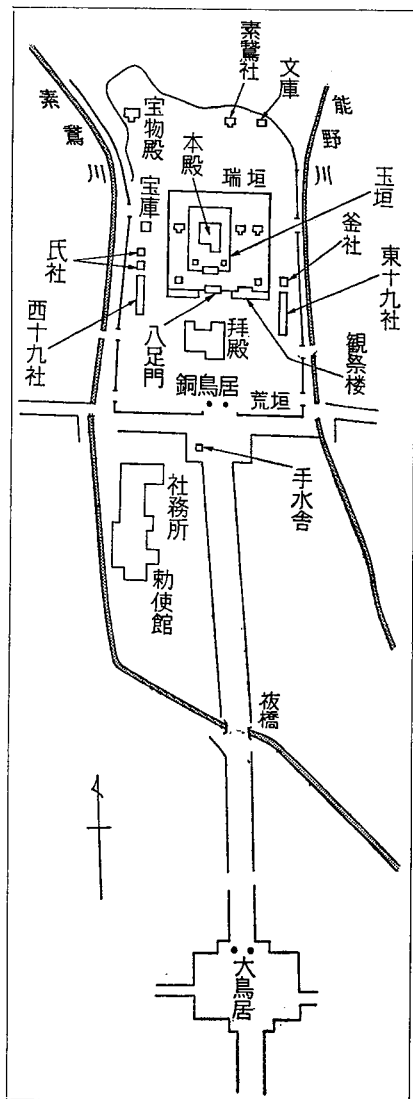 素鵞社
文庫
能野川
素鵞川
宝物殿
本殿
瑞垣
玉垣
宝庫
釜社
氏社
東十九社
西十九社
八足門
拝殿
観祭楼
銅鳥居
荒垣
手水舎
社務所
勅使館
祓橋
大鳥居